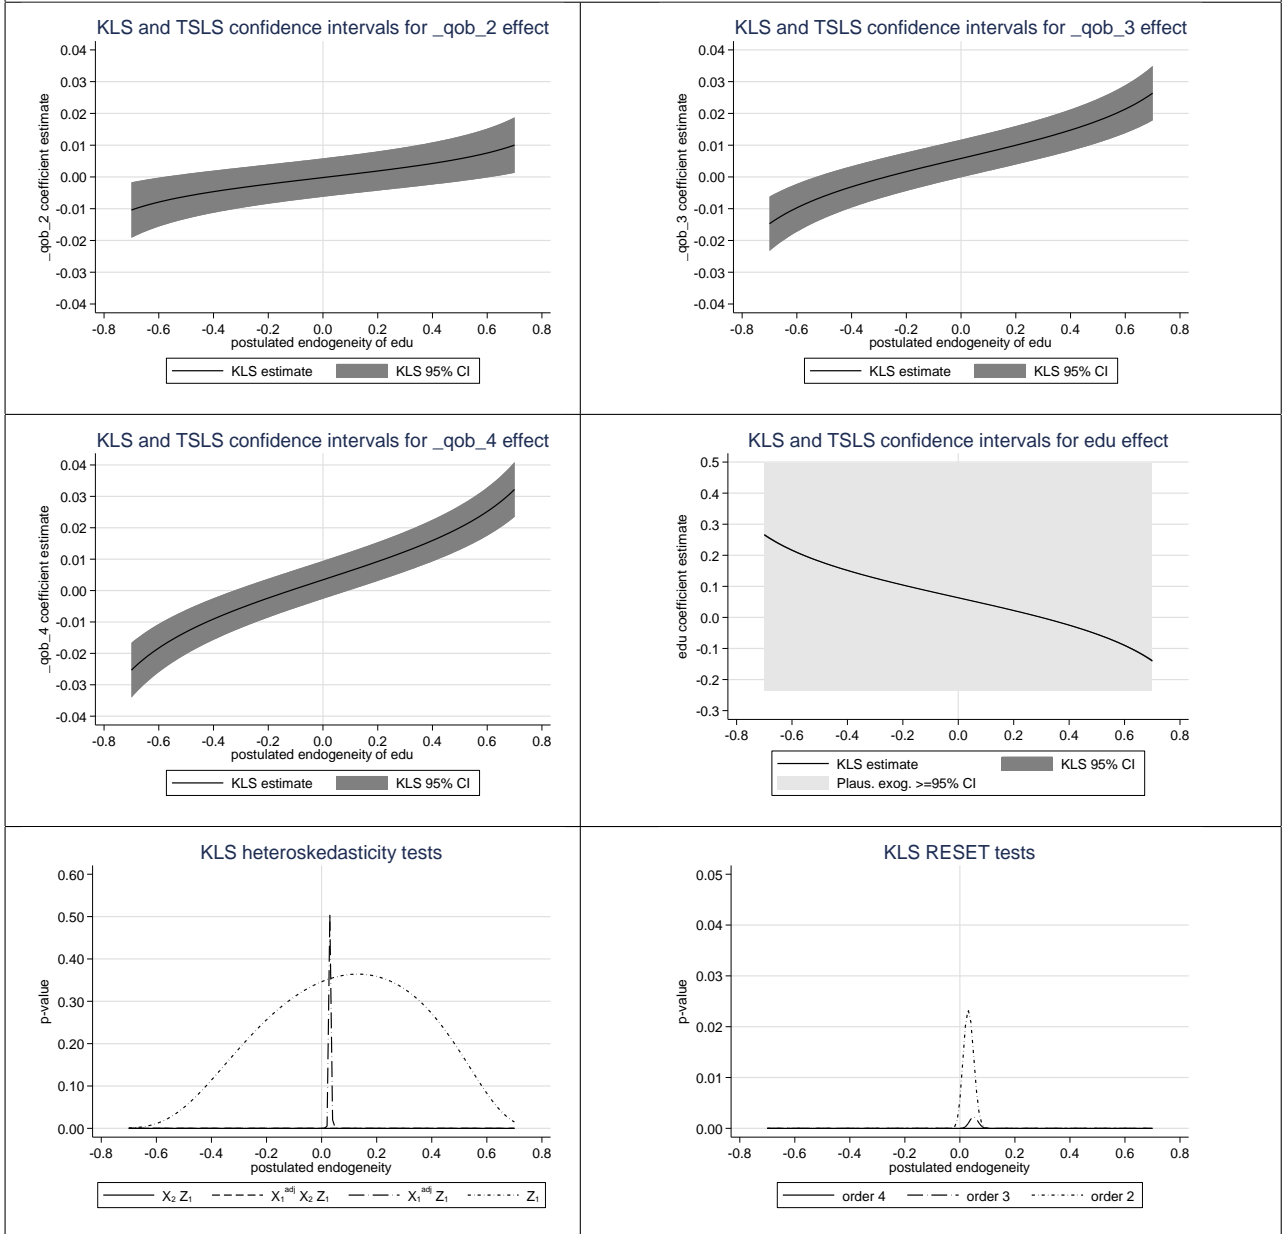 KLS and TSLS confidence intervals for _qob_2 effect
_qob_2 coefficient estimate
0.04
0.03
0.02
0.01
0.00
-0.01
-0.02
-0.03
-0.04
-0.8 -0.6 -0.4 -0.2 0.0 0.2 0.4 0.6 0.8
postulated endogeneity of edu
KLS estimate KLS 95% CI
KLS and TSLS confidence intervals for _qob_3 effect
_qob_3 coefficient estimate
0.04
0.03
0.02
0.01
0.00
-0.01
-0.02
-0.03
-0.04
-0.8 -0.6 -0.4 -0.2 0.0 0.2 0.4 0.6 0.8
postulated endogeneity of edu
KLS estimate KLS 95% CI
KLS and TSLS confidence intervals for _qob_4 effect
_qob_4 coefficient estimate
0.04
0.03
0.02
0.01
0.00
-0.01
-0.02
-0.03
-0.04
-0.8 -0.6 -0.4 -0.2 0.0 0.2 0.4 0.6 0.8
postulated endogeneity of edu
KLS estimate KLS 95% CI
KLS and TSLS confidence intervals for edu effect
edu coefficient estimate
0.5
0.4
0.3
0.2
0.1
0.0
-0.1
-0.2
-0.3
-0.8 -0.6 -0.4 -0.2 0.0 0.2 0.4 0.6 0.8
KLS estimate KLS 95% CI
Plaus. exog. >=95% CI
KLS heteroskedasticity tests
p-value
0.60
0.50
0.40
0.30
0.20
0.10
0.00
-0.8 -0.6 -0.4 -0.2 0.0 0.2 0.4 0.6 0.8
postulated endogeneity
X₂ Z₁ X₁ᵃᵈʲ X₂ Z₁ X₁ᵃᵈʲ Z₁ Z₁
KLS RESET tests
p-value
0.05
0.04
0.03
0.02
0.01
0.00
-0.8 -0.6 -0.4 -0.2 0.0 0.2 0.4 0.6 0.8
postulated endogeneity
order 4 order 3 order 2